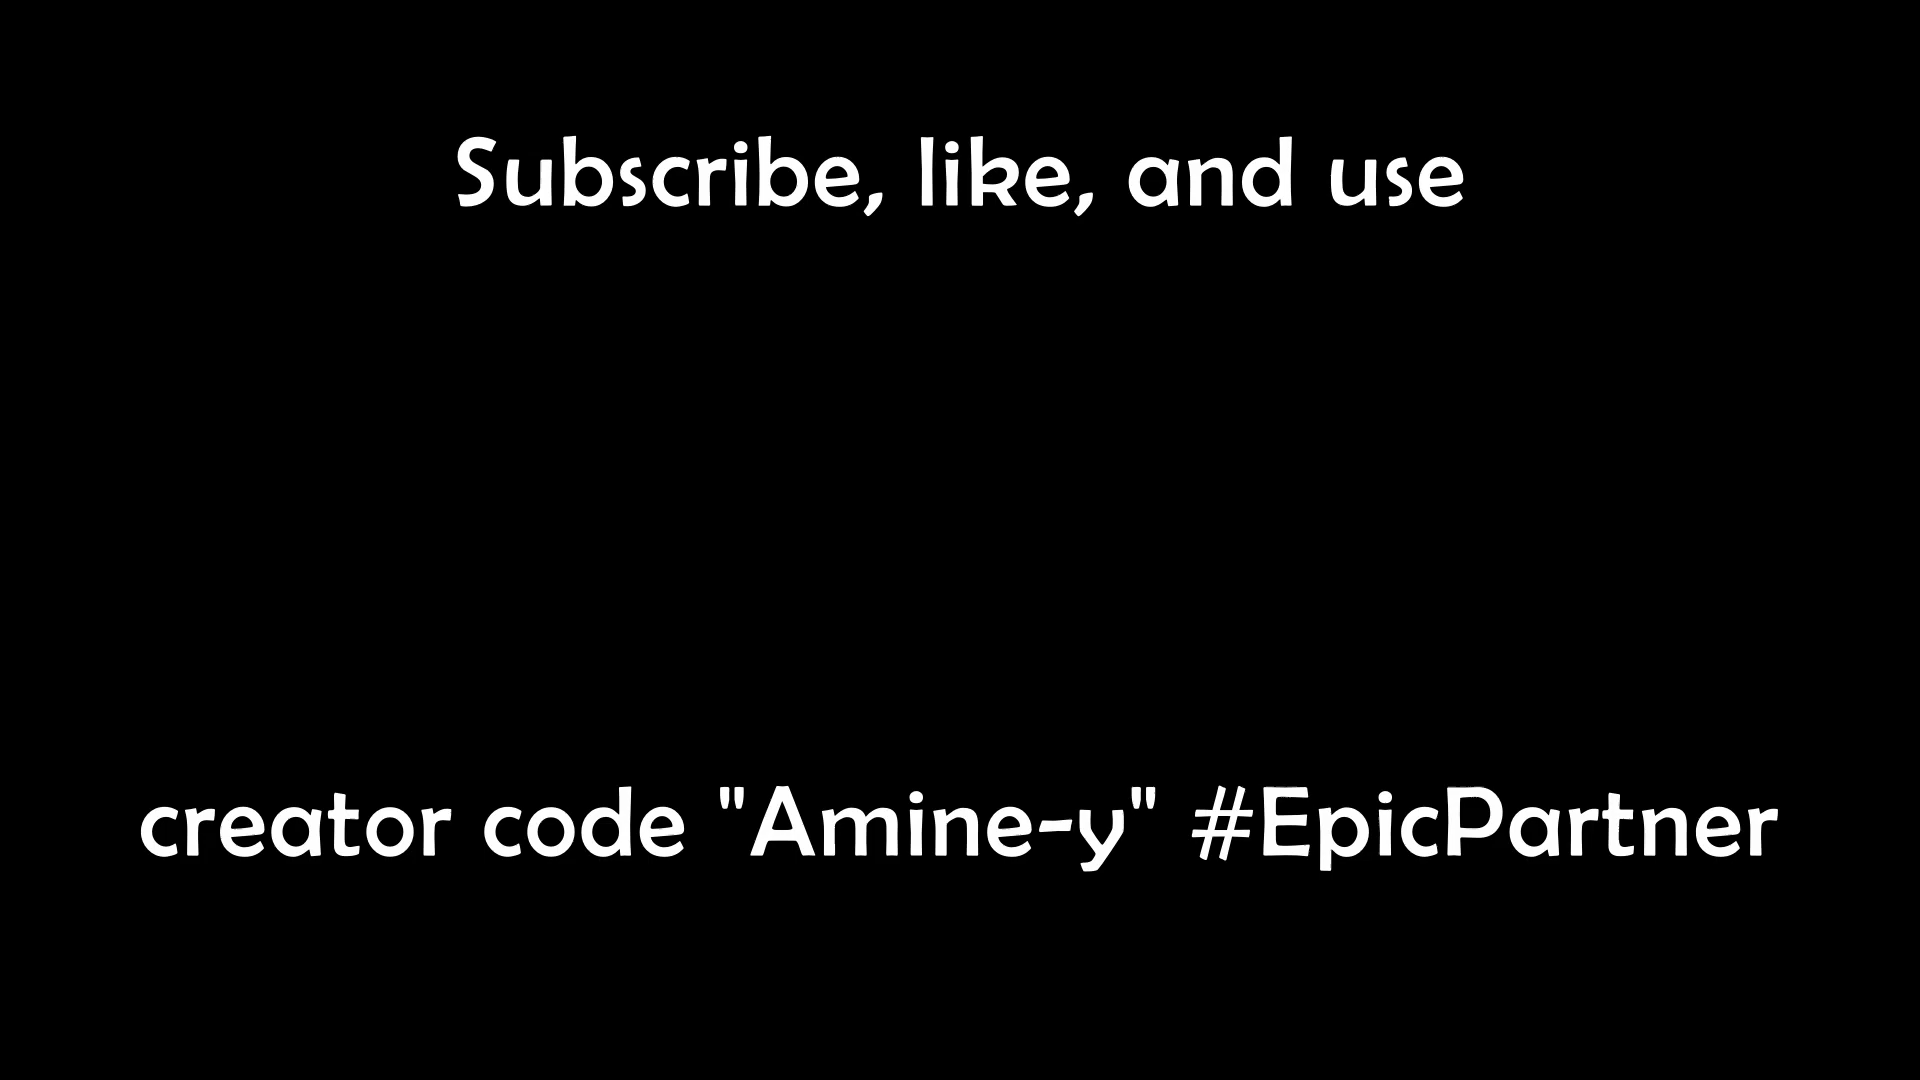 Subscribe, like, and use
creator code "Amine-y" #EpicPartner